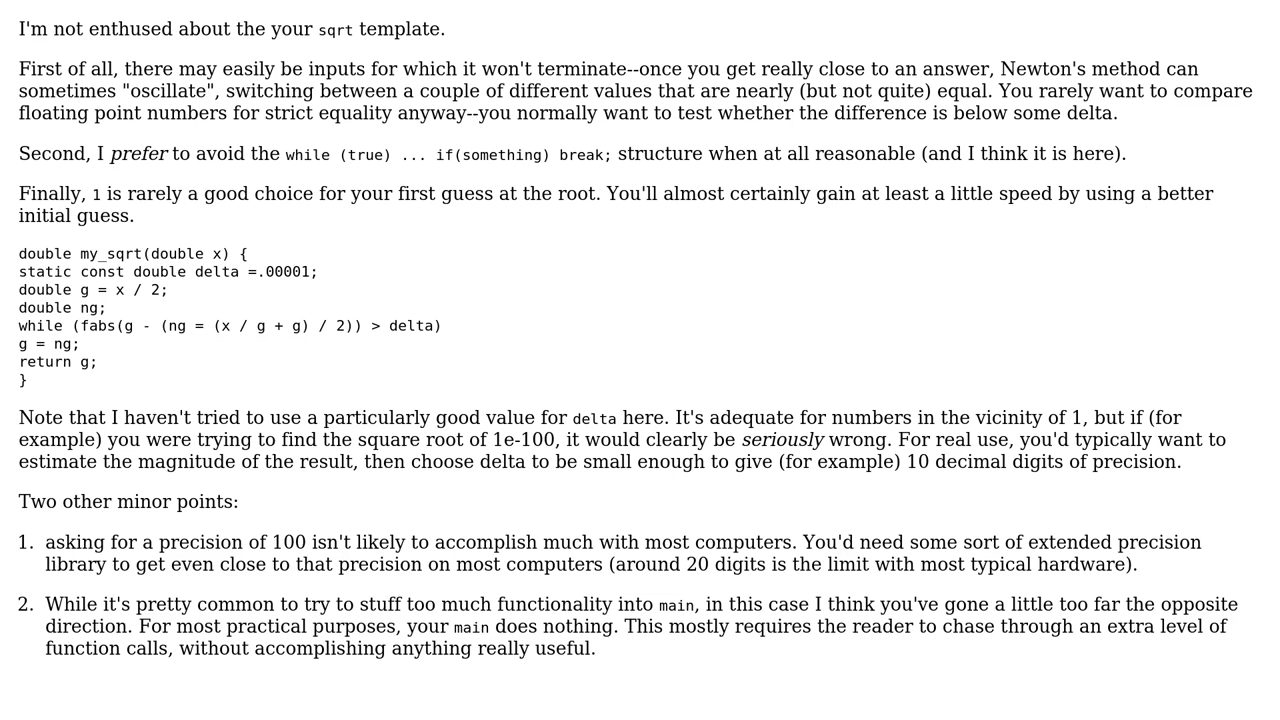 I'm not enthused about the your sqrt template.
First of all, there may easily be inputs for which it won't terminate--once you get really close to an answer, Newton's method can
sometimes "oscillate", switching between a couple of different values that are nearly (but not quite) equal. You rarely want to compare
floating point numbers for strict equality anyway--you normally want to test whether the difference is below some delta.
Second, I prefer to avoid the while (true) ... if(something) break; structure when at all reasonable (and I think it is here).
Finally, 1 is rarely a good choice for your first guess at the root. You'll almost certainly gain at least a little speed by using a better
initial guess.
double my_sqrt(double x) {
static const double delta =.00001;
double g = x / 2;
double ng;
while (fabs(g - (ng = (x / g + g) / 2)) > delta)
g = ng;
return g;
}
Note that I haven't tried to use a particularly good value for delta here. It's adequate for numbers in the vicinity of 1, but if (for
example) you were trying to find the square root of 1e-100, it would clearly be seriously wrong. For real use, you'd typically want to
estimate the magnitude of the result, then choose delta to be small enough to give (for example) 10 decimal digits of precision.
Two other minor points:
1. asking for a precision of 100 isn't likely to accomplish much with most computers. You'd need some sort of extended precision
library to get even close to that precision on most computers (around 20 digits is the limit with most typical hardware).
2. While it's pretty common to try to stuff too much functionality into main, in this case I think you've gone a little too far the opposite
direction. For most practical purposes, your main does nothing. This mostly requires the reader to chase through an extra level of
function calls, without accomplishing anything really useful.